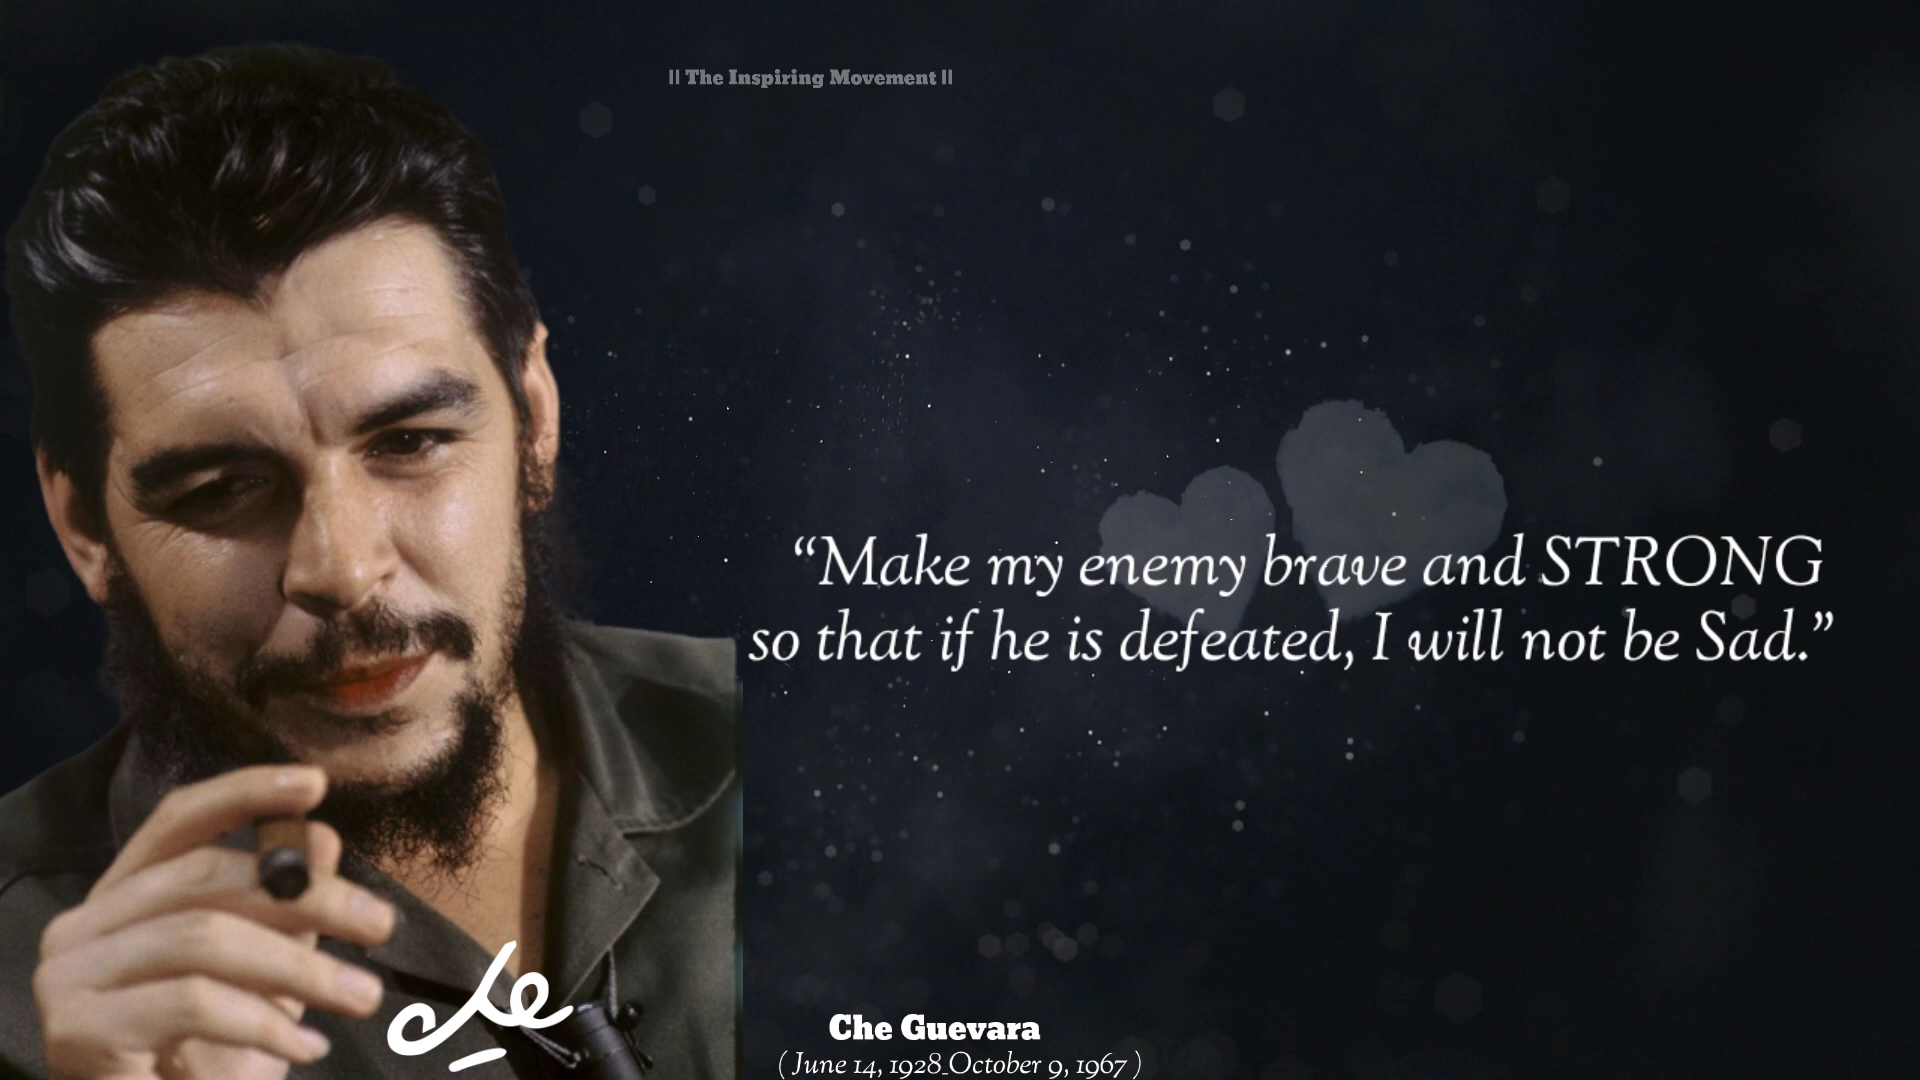 || The Inspiring Movement ||
“Make my enemy brave and STRONG
so that if he is defeated, I will not be Sad.”
che
Che Guevara
( June 14, 1928_October 9, 1967 )